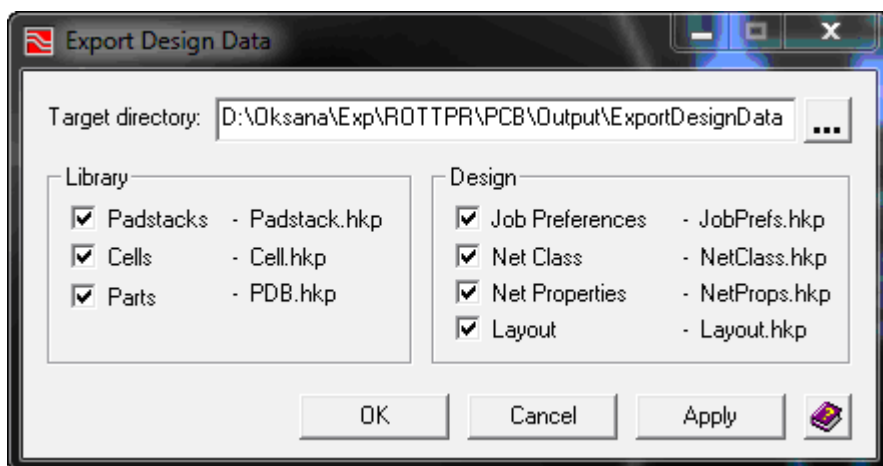 Export Design Data
Target directory: D:\Oksana\Exp\ROTTPR\PCB\Output\ExportDesignData ...
Library
Padstacks - Padstack.hkp
Cells - Cell.hkp
Parts - PDB.hkp
Design
Job Preferences - JobPrefs.hkp
Net Class - NetClass.hkp
Net Properties - NetProps.hkp
Layout - Layout.hkp
OK Cancel Apply